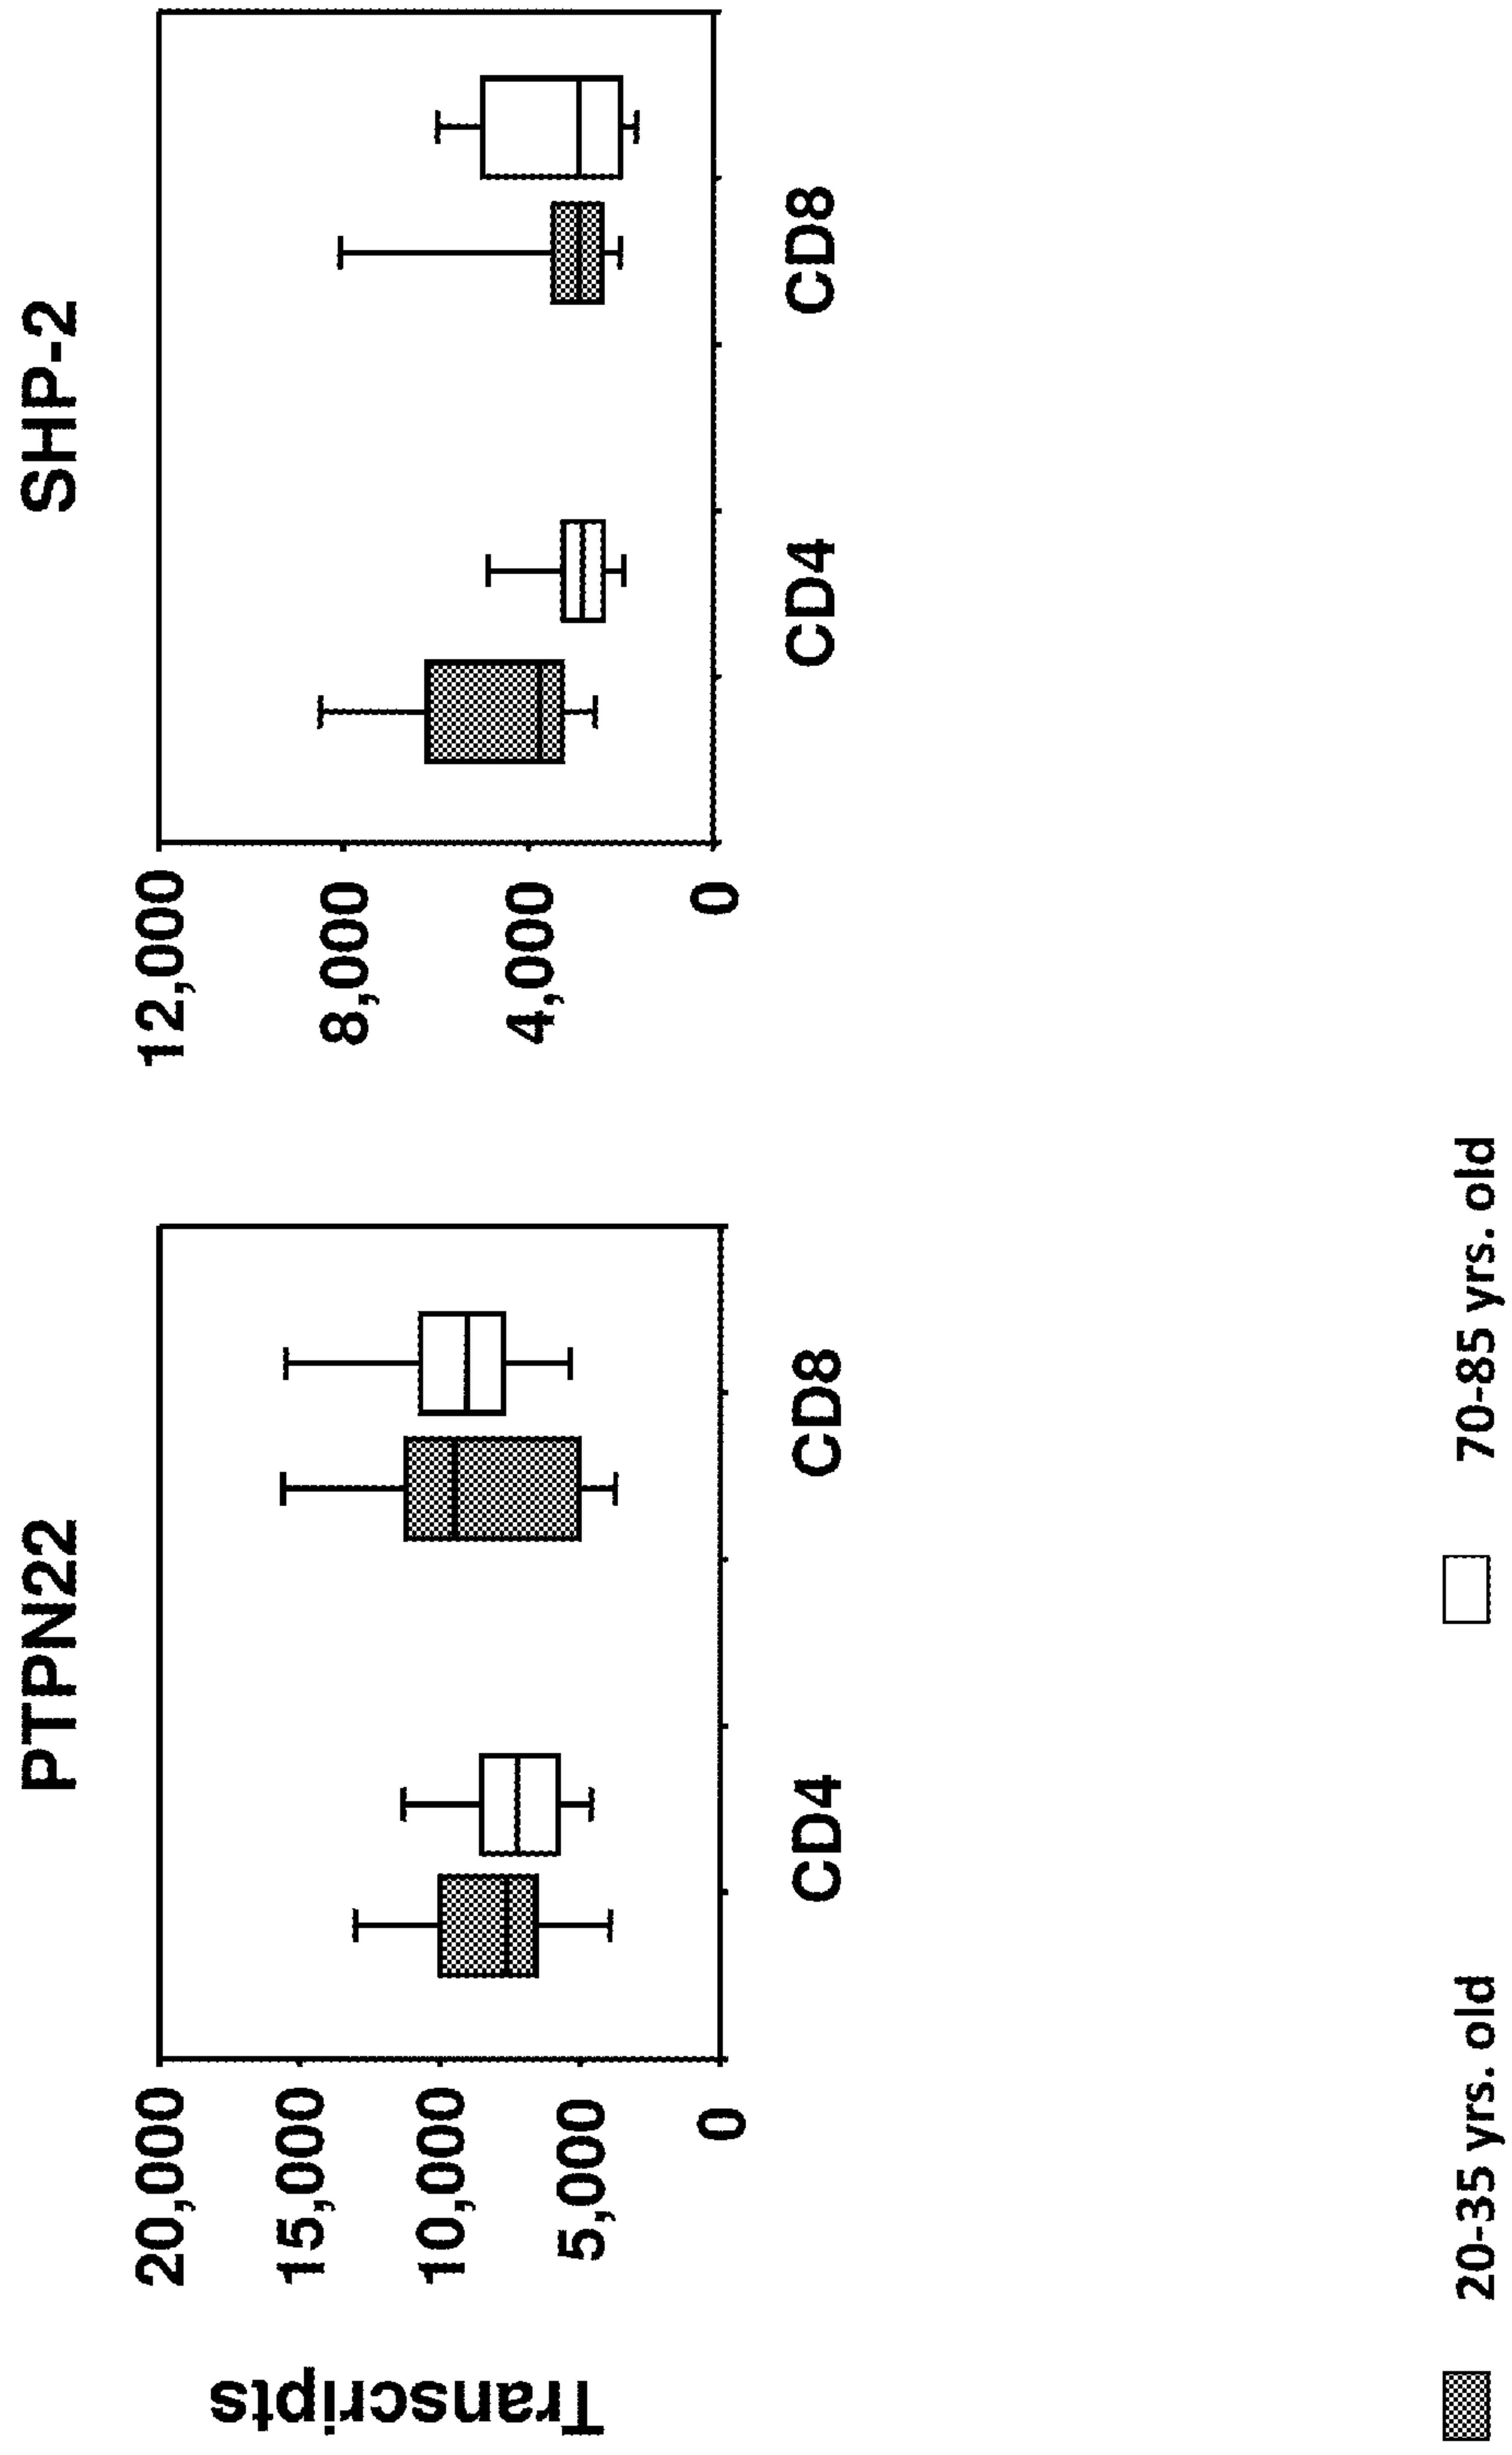 PTPN22
SHP-2
Transcripts
20,000
15,000
10,000
5,000
0
CD4
CD8
12,000
8,000
4,000
0
CD4
CD8
20-35 yrs. old
70-85 yrs. old